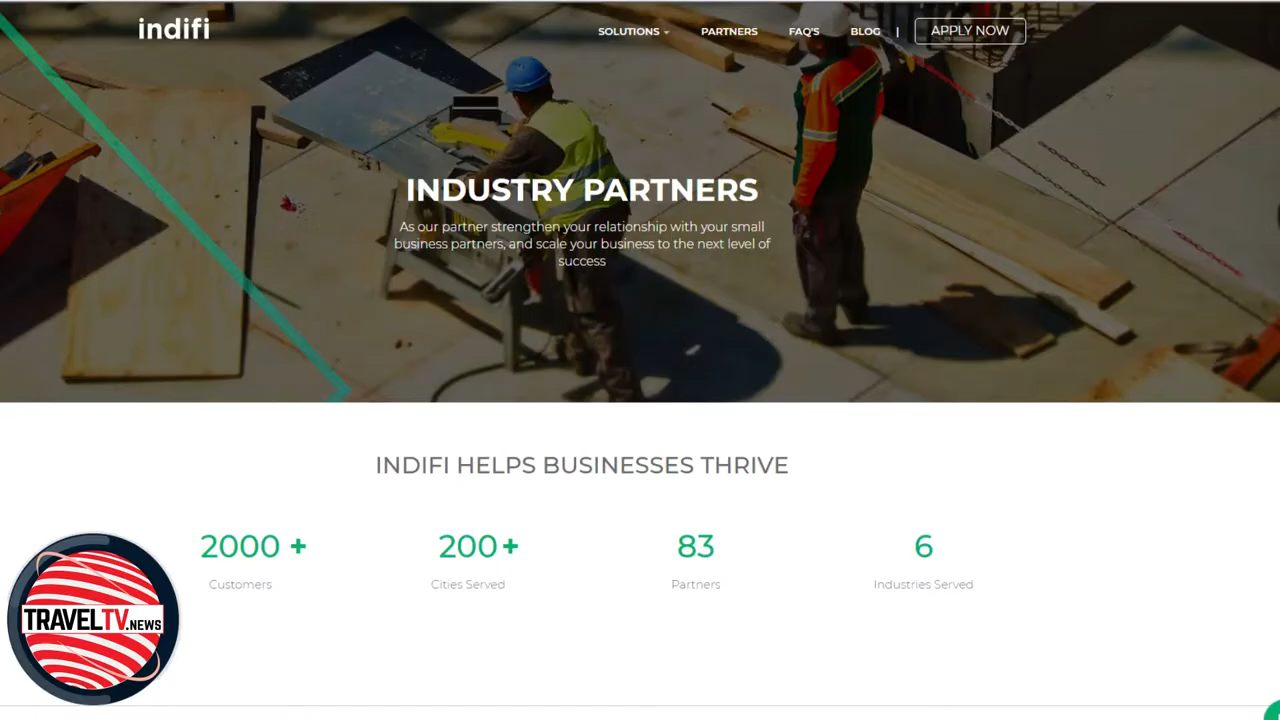 indifi
SOLUTIONS
PARTNERS
FAQ'S
BLOG
|
APPLY NOW
INDUSTRY PARTNERS
As our partner strengthen your relationship with your small
business partners, and scale your business to the next level of
success
INDIFI HELPS BUSINESSES THRIVE
2000 +
200+
83
6
Customers
Cities Served
Partners
Industries Served
TRAVELTV.NEWS